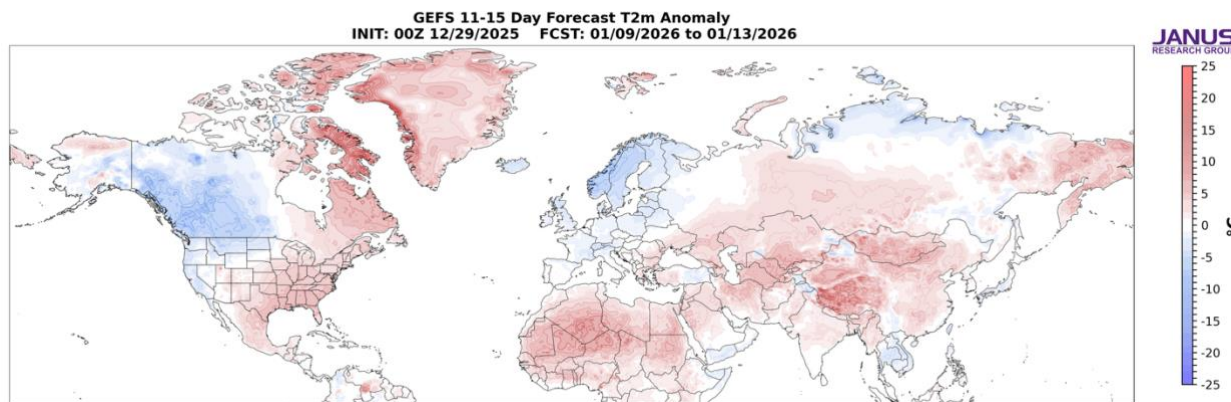 GEFS 11-15 Day Forecast T2m Anomaly
INIT: 00Z 12/29/2025    FCST: 01/09/2026 to 01/13/2026
JANUS
RESEARCH GROUP
25
20
15
10
5
0
-5
-10
-15
-20
-25
°C